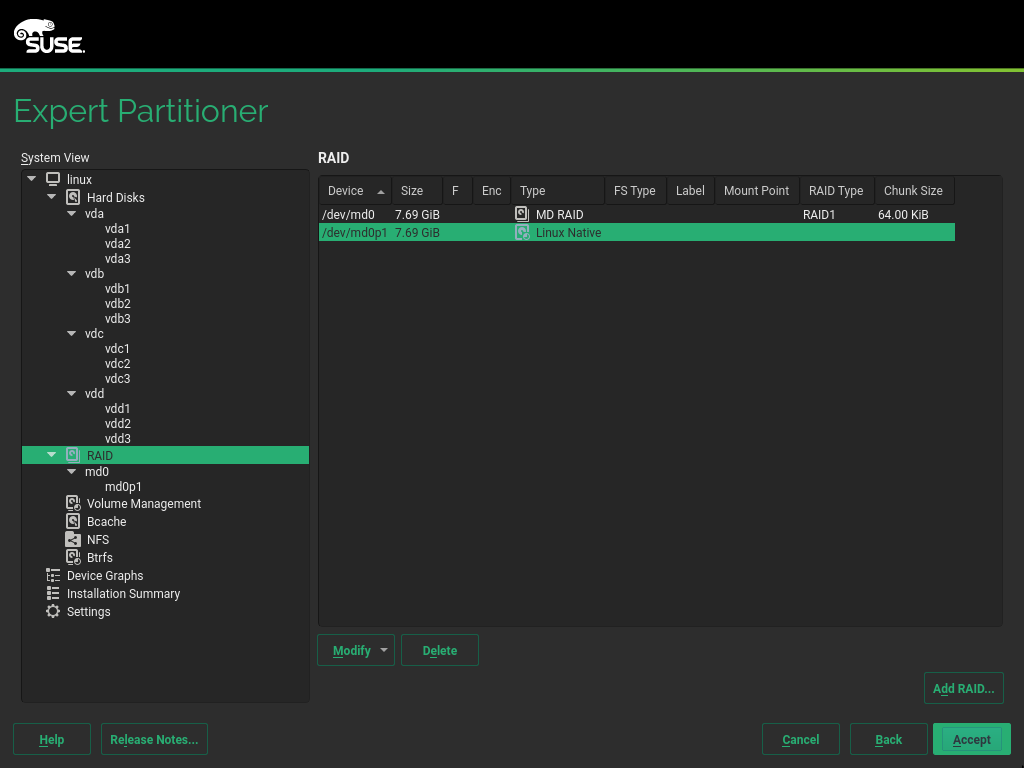 SUSE.
Expert Partitioner
System View
linux
Hard Disks
vda
vda1
vda2
vda3
vdb
vdb1
vdb2
vdb3
vdc
vdc1
vdc2
vdc3
vdd
vdd1
vdd2
vdd3
RAID
md0
md0p1
Volume Management
Bcache
NFS
Btrfs
Device Graphs
Installation Summary
Settings
RAID
Device Size F Enc Type FS Type Label Mount Point RAID Type Chunk Size
/dev/md0 7.69 GiB MD RAID RAID1 64.00 KiB
/dev/md0p1 7.69 GiB Linux Native
Modify Delete
Add RAID...
Help Release Notes... Cancel Back Accept